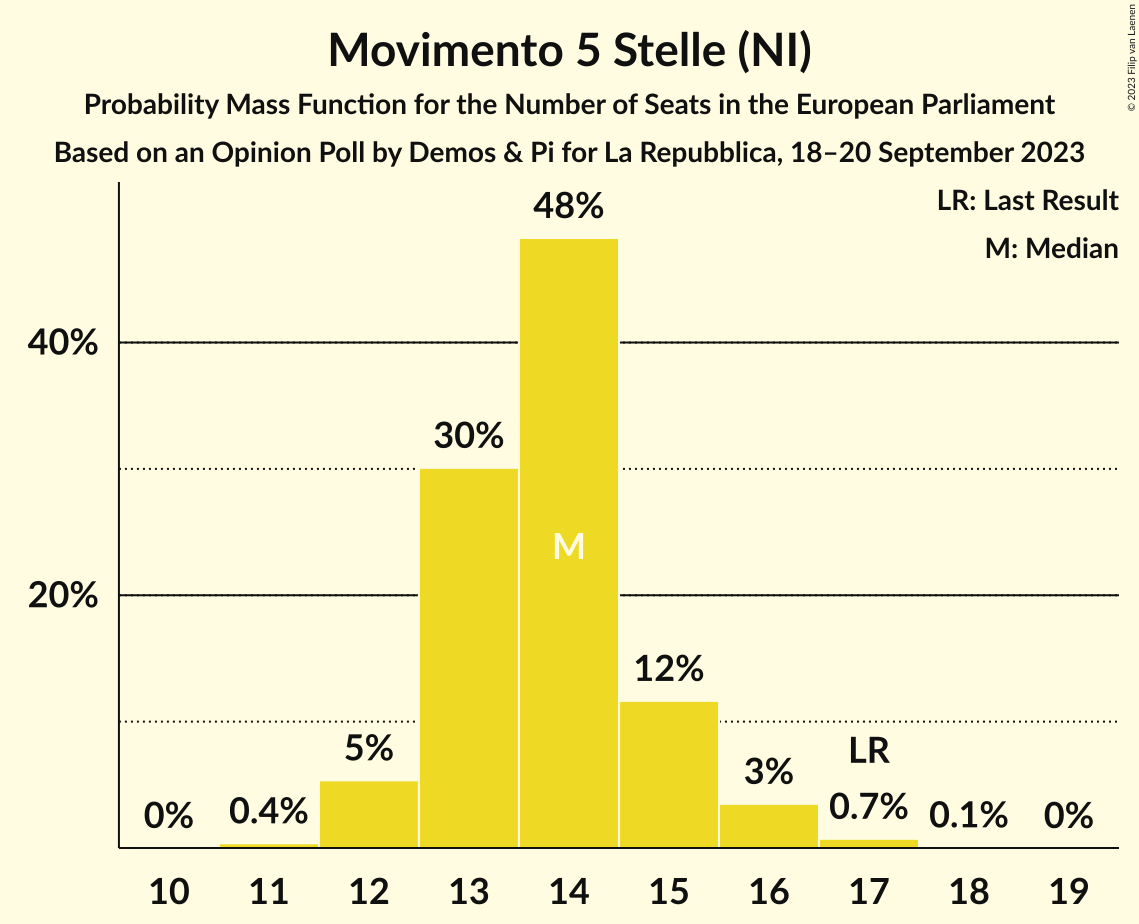 Movimento 5 Stelle (NI)
Probability Mass Function for the Number of Seats in the European Parliament
Based on an Opinion Poll by Demos & Pi for La Repubblica, 18–20 September 2023
© 2023 Filip van Laenen
LR: Last Result
M: Median
48%
40%
30%
M
20%
12%
5%
LR
3%
0% 0.4% 0.7% 0.1% 0%
10 11 12 13 14 15 16 17 18 19